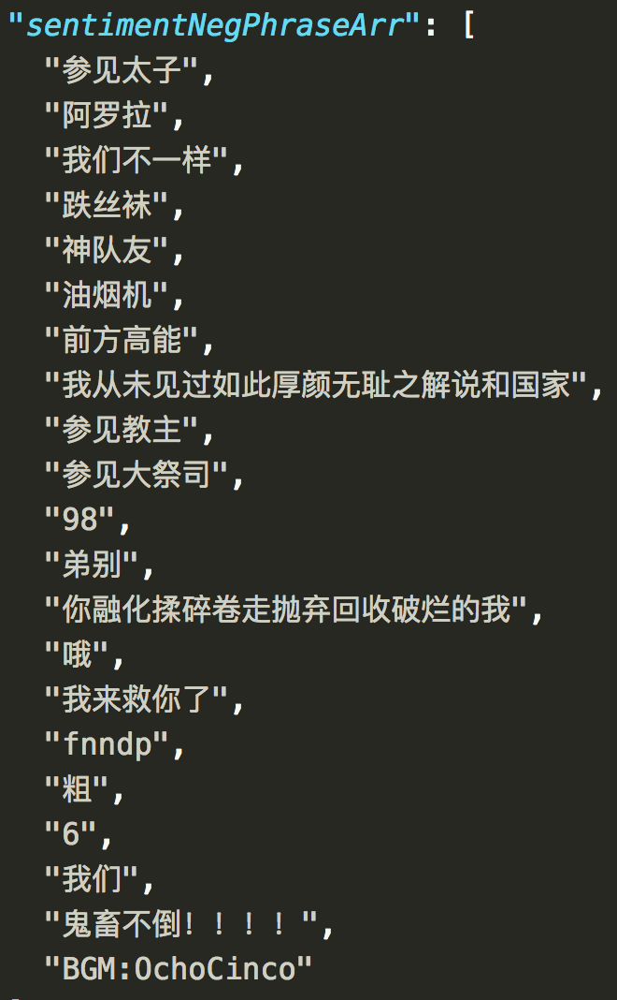 "sentimentNegPhraseArr": [
"参见太子",
"阿罗拉",
"我们不一样",
"跌丝袜",
"神队友",
"油烟机",
"前方高能",
"我从未见过如此厚颜无耻之解说和国家",
"参见教主",
"参见大祭司",
"98",
"弟别",
"你融化揉碎卷走抛弃回收破烂的我",
"哦",
"我来救你了",
"fnndp",
"粗",
"6",
"我们",
"鬼畜不倒！！！！",
"BGM:OchoCinco"